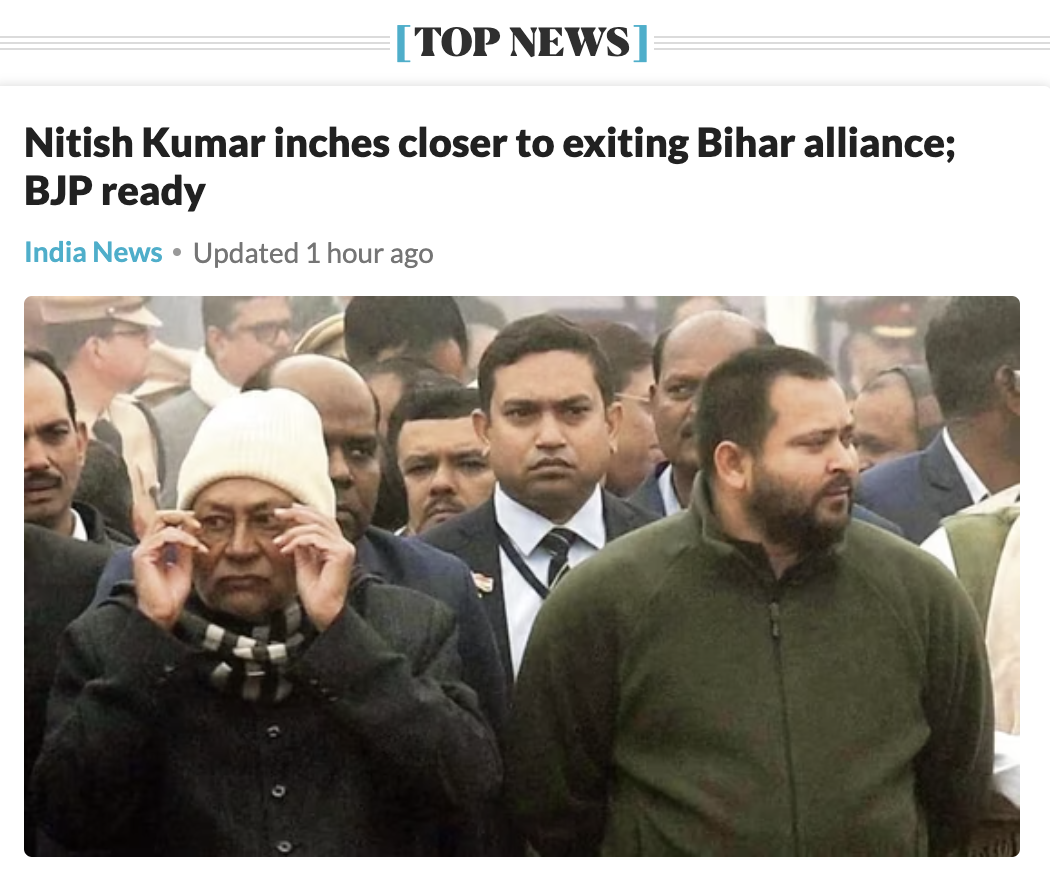 [TOP NEWS]
Nitish Kumar inches closer to exiting Bihar alliance;
BJP ready
India News • Updated 1 hour ago